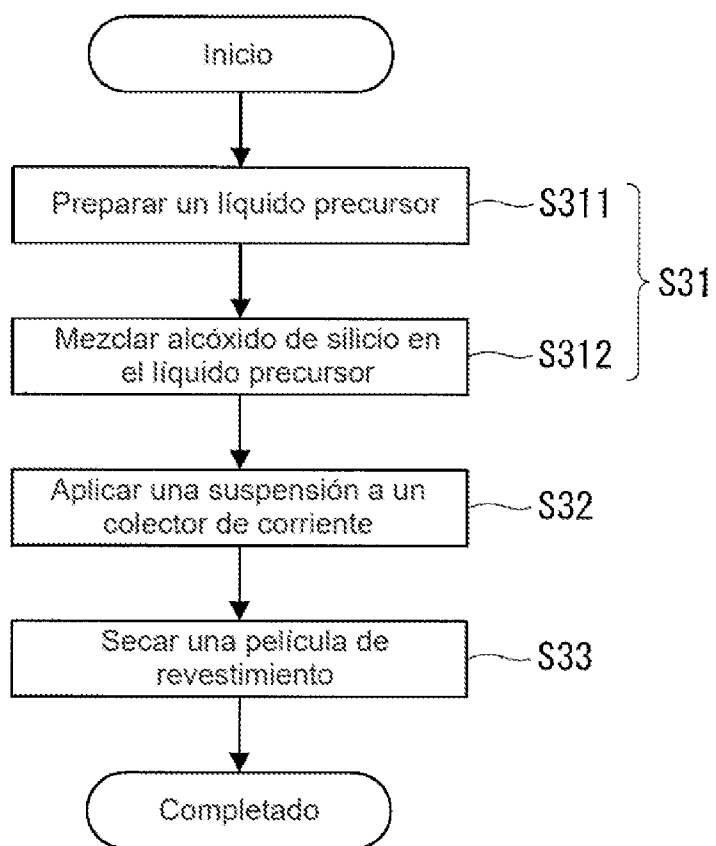 Inicio
Preparar un líquido precursor
S311
S31
Mezclar alcóxido de silicio en
el líquido precursor
S312
Aplicar una suspensión a un
colector de corriente
S32
Secar una película de
revestimiento
S33
Completado